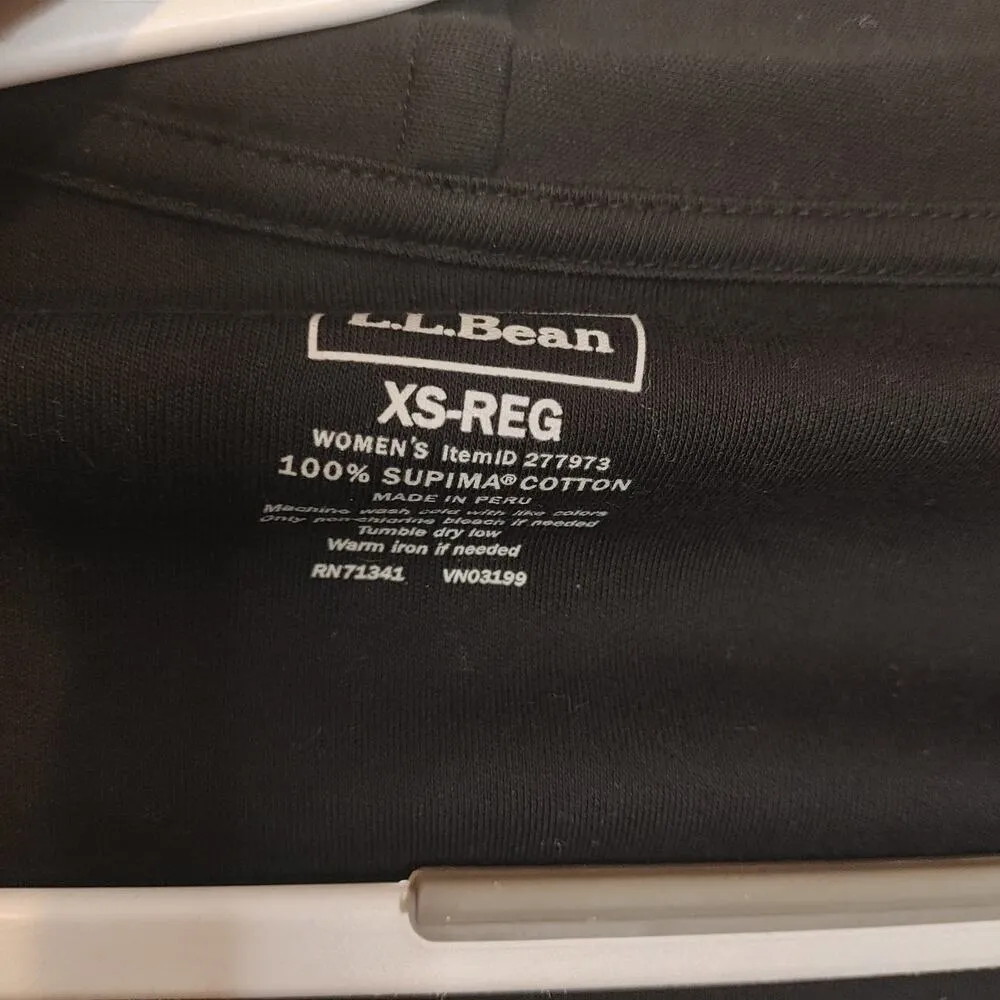 L.L.Bean
XS-REG
WOMEN'S ItemID 277973
100% SUPIMA® COTTON
MADE IN PERU
Machine wash cold with like colors
Only non-chlorine bleach if needed
Tumble dry low
Warm iron if needed
RN71341 VN03199